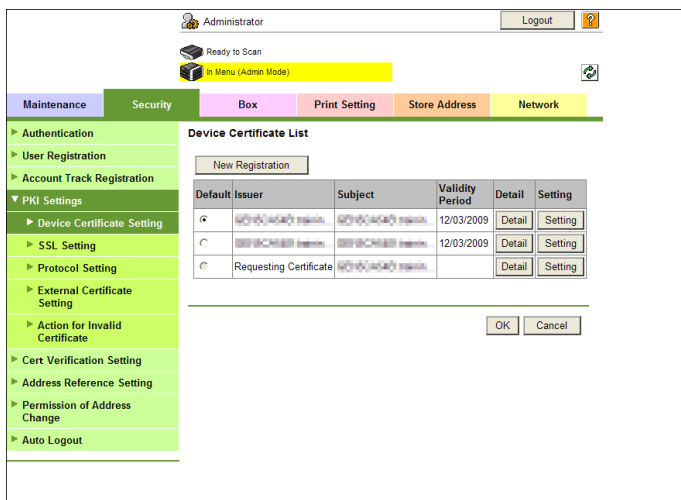 Administrator
Logout
?
Ready to Scan
In Menu (Admin Mode)
Maintenance
Security
Box
Print Setting
Store Address
Network
Authentication
User Registration
Account Track Registration
PKI Settings
Device Certificate Setting
SSL Setting
Protocol Setting
External Certificate
Setting
Action for Invalid
Certificate
Cert Verification Setting
Address Reference Setting
Permission of Address
Change
Auto Logout
Device Certificate List
New Registration
Default Issuer Subject Validity Period Detail Setting
12/03/2009 Detail Setting
12/03/2009 Detail Setting
Requesting Certificate Detail Setting
OK Cancel